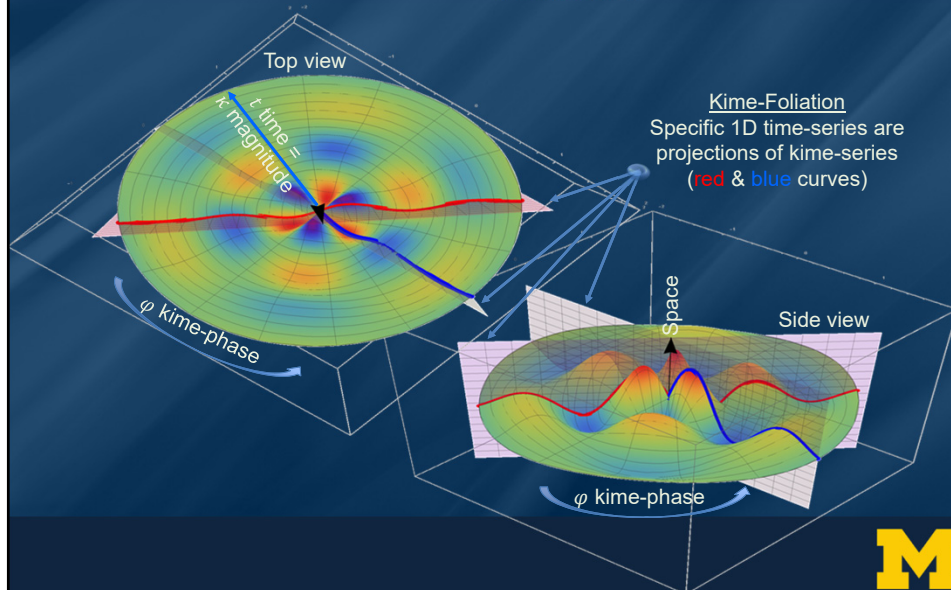 Top view
t time =
κ magnitude
φ kime-phase
Kime-Foliation
Specific 1D time-series are
projections of kime-series
(red & blue curves)
Space
Side view
φ kime-phase
M